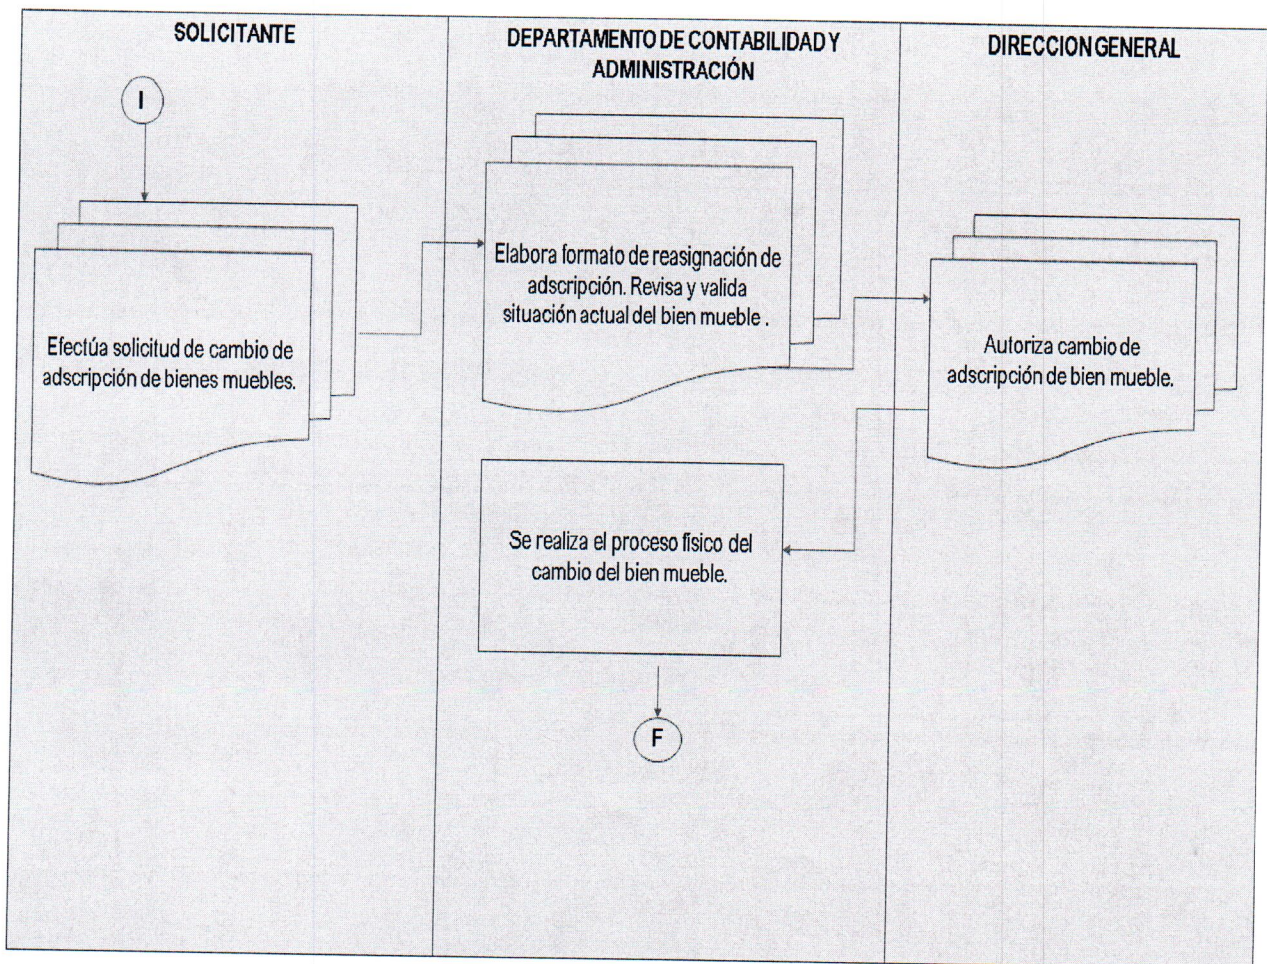 SOLICITANTE
DEPARTAMENTO DE CONTABILIDAD Y
ADMINISTRACIÓN
DIRECCION GENERAL
I
Efectúa solicitud de cambio de
adscripción de bienes muebles.
Elabora formato de reasignación de
adscripción. Revisa y valida
situación actual del bien mueble .
Autoriza cambio de
adscripción de bien mueble.
Se realiza el proceso físico del
cambio del bien mueble.
F